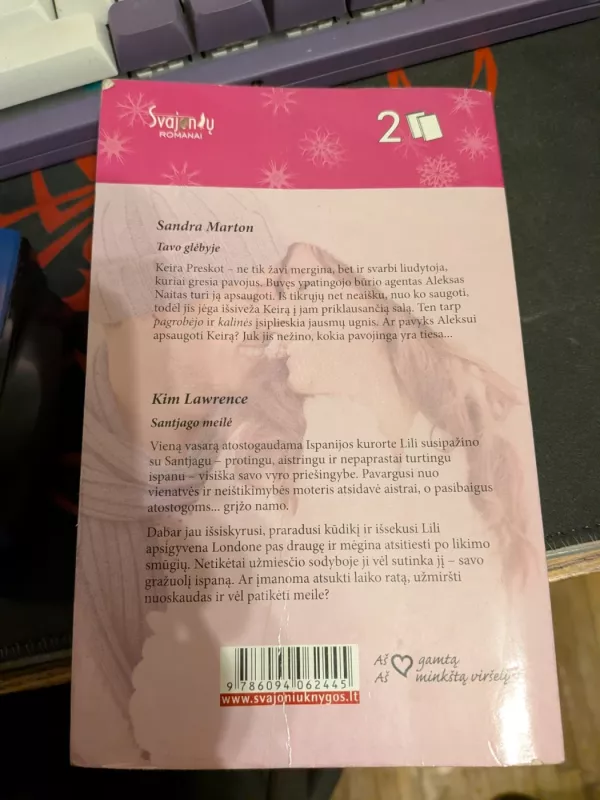 Svajonių
ROMANAI
2
Sandra Marton
Tavo glėbyje
Keira Preskot – ne tik žavi mergina, bet ir svarbi liudytoja,
kuriai gresia pavojus. Buvęs ypatingojo būrio agentas Aleksas
Naitas turi ją apsaugoti. Iš tikrųjų net neaišku, nuo ko saugoti,
todėl jis jėga išsiveža Keirą į jam priklausančią salą. Ten tarp
pagrobėjo ir kalinės įsiplieskia jausmų ugnis. Ar pavyks Aleksui
apsaugoti Keirą? Juk jis nežino, kokia pavojinga yra tiesa...
Kim Lawrence
Santjago meilė
Vieną vasarą atostogaudama Ispanijos kurorte Lili susipažino
su Santjagu – protingu, aistringu ir nepaprastai turtingu
ispanu – visiška savo vyro priešingybe. Pavargusi nuo
vienatvės ir neištikimybės moteris atsidavė aistrai, o pasibaigus
atostogoms... grįžo namo.
Dabar jau išsiskyrusi, praradusi kūdikį ir išsekusi Lili
apsigyvena Londone pas draugę ir mėgina atsitiesti po likimo
smūgių. Netikėtai užmiesčio sodyboje ji vėl sutinka jį – savo
gražuolį ispaną. Ar įmanoma atsukti laiko ratą, užmiršti
nuoskaudas ir vėl patikėti meile?
9 786094 062445
www.svajoniuknygos.lt
Aš gamtą
Aš minkštą